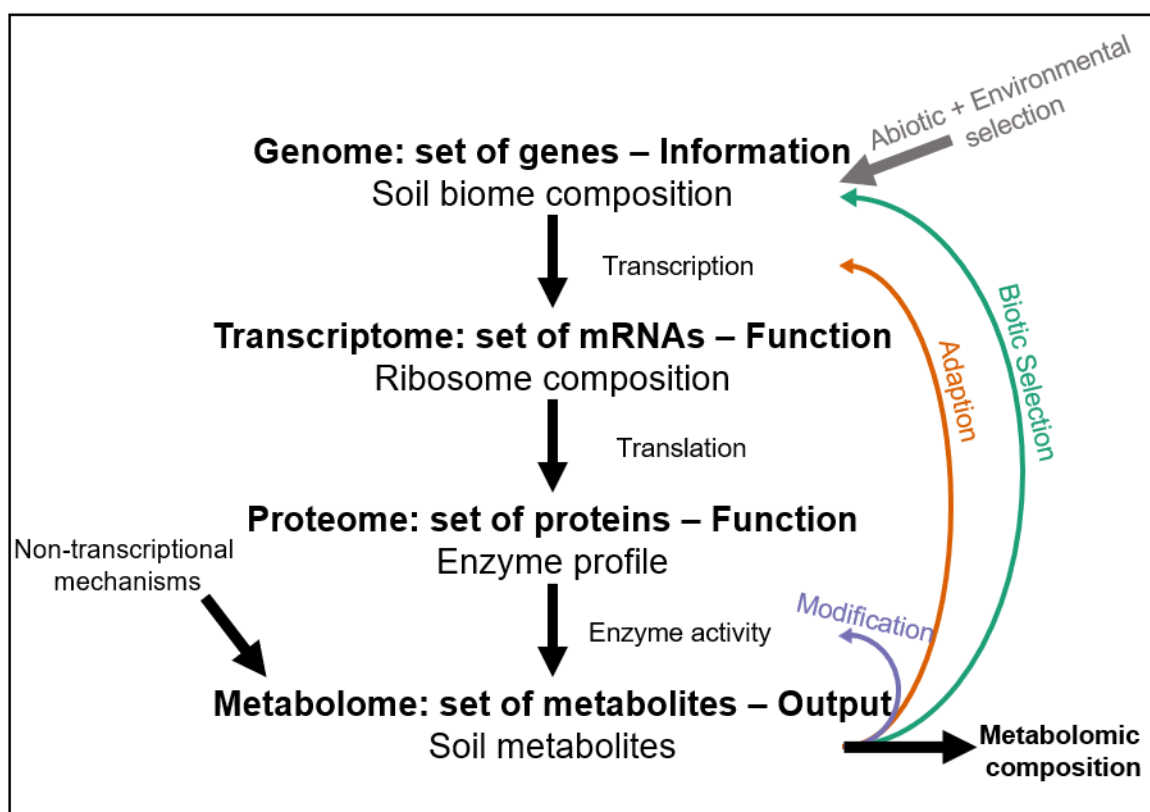 Abiotic + Environmental
selection
Genome: set of genes – Information
Soil biome composition
Transcription
Transcriptome: set of mRNAs – Function
Ribosome composition
Translation
Proteome: set of proteins – Function
Enzyme profile
Non-transcriptional
mechanisms
Enzyme activity
Modification
Adaption
Biotic Selection
Metabolome: set of metabolites – Output
Soil metabolites
Metabolomic
composition